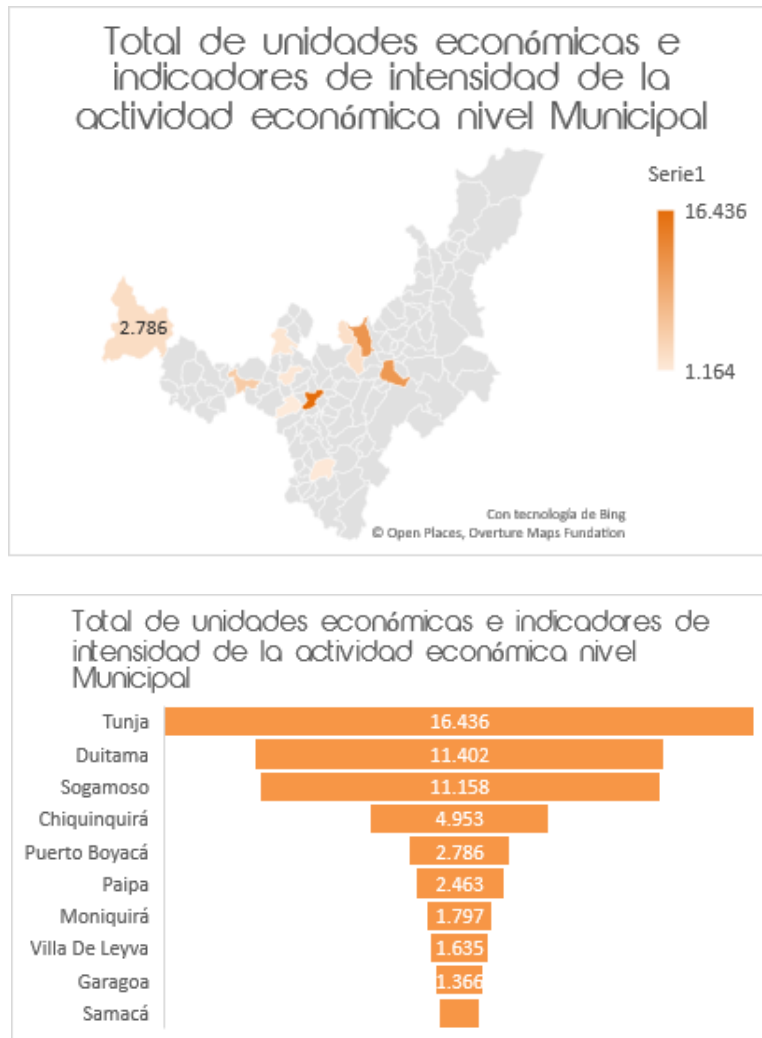 Total de unidades económicas e
indicadores de intensidad de la
actividad económica nivel Municipal
Serie1
16.436
2.786
1.164
Con tecnología de Bing
© Open Places, Overture Maps Fundation
Total de unidades económicas e indicadores de
intensidad de la actividad económica nivel
Municipal
Tunja 16.436
Duitama 11.402
Sogamoso 11.158
Chiquinquirá 4.953
Puerto Boyacá 2.786
Paipa 2.463
Moniquirá 1.797
Villa De Leyva 1.635
Garagoa 1.366
Samacá